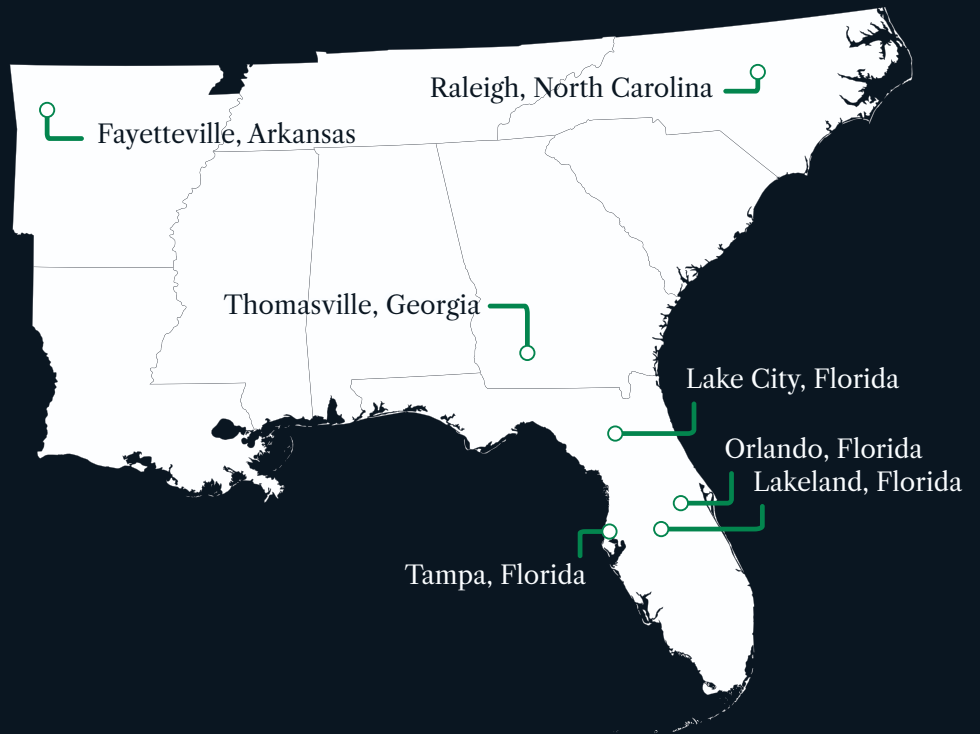 Raleigh, North Carolina
Fayetteville, Arkansas
Thomasville, Georgia
Lake City, Florida
Orlando, Florida
Lakeland, Florida
Tampa, Florida